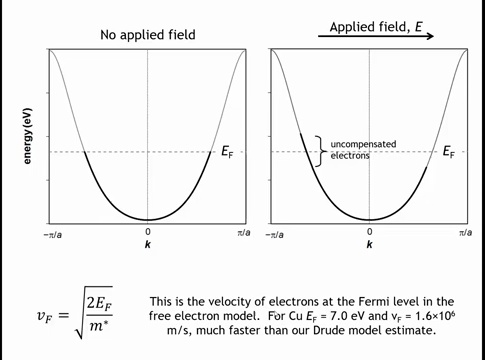 No applied field
Applied field, E
energy (eV)
E_F
−π/a
0
π/a
k
uncompensated
electrons
E_F
−π/a
0
π/a
k
v_F = √(2E_F / m*)
This is the velocity of electrons at the Fermi level in the
free electron model. For Cu E_F = 7.0 eV and v_F = 1.6×10⁶
m/s, much faster than our Drude model estimate.